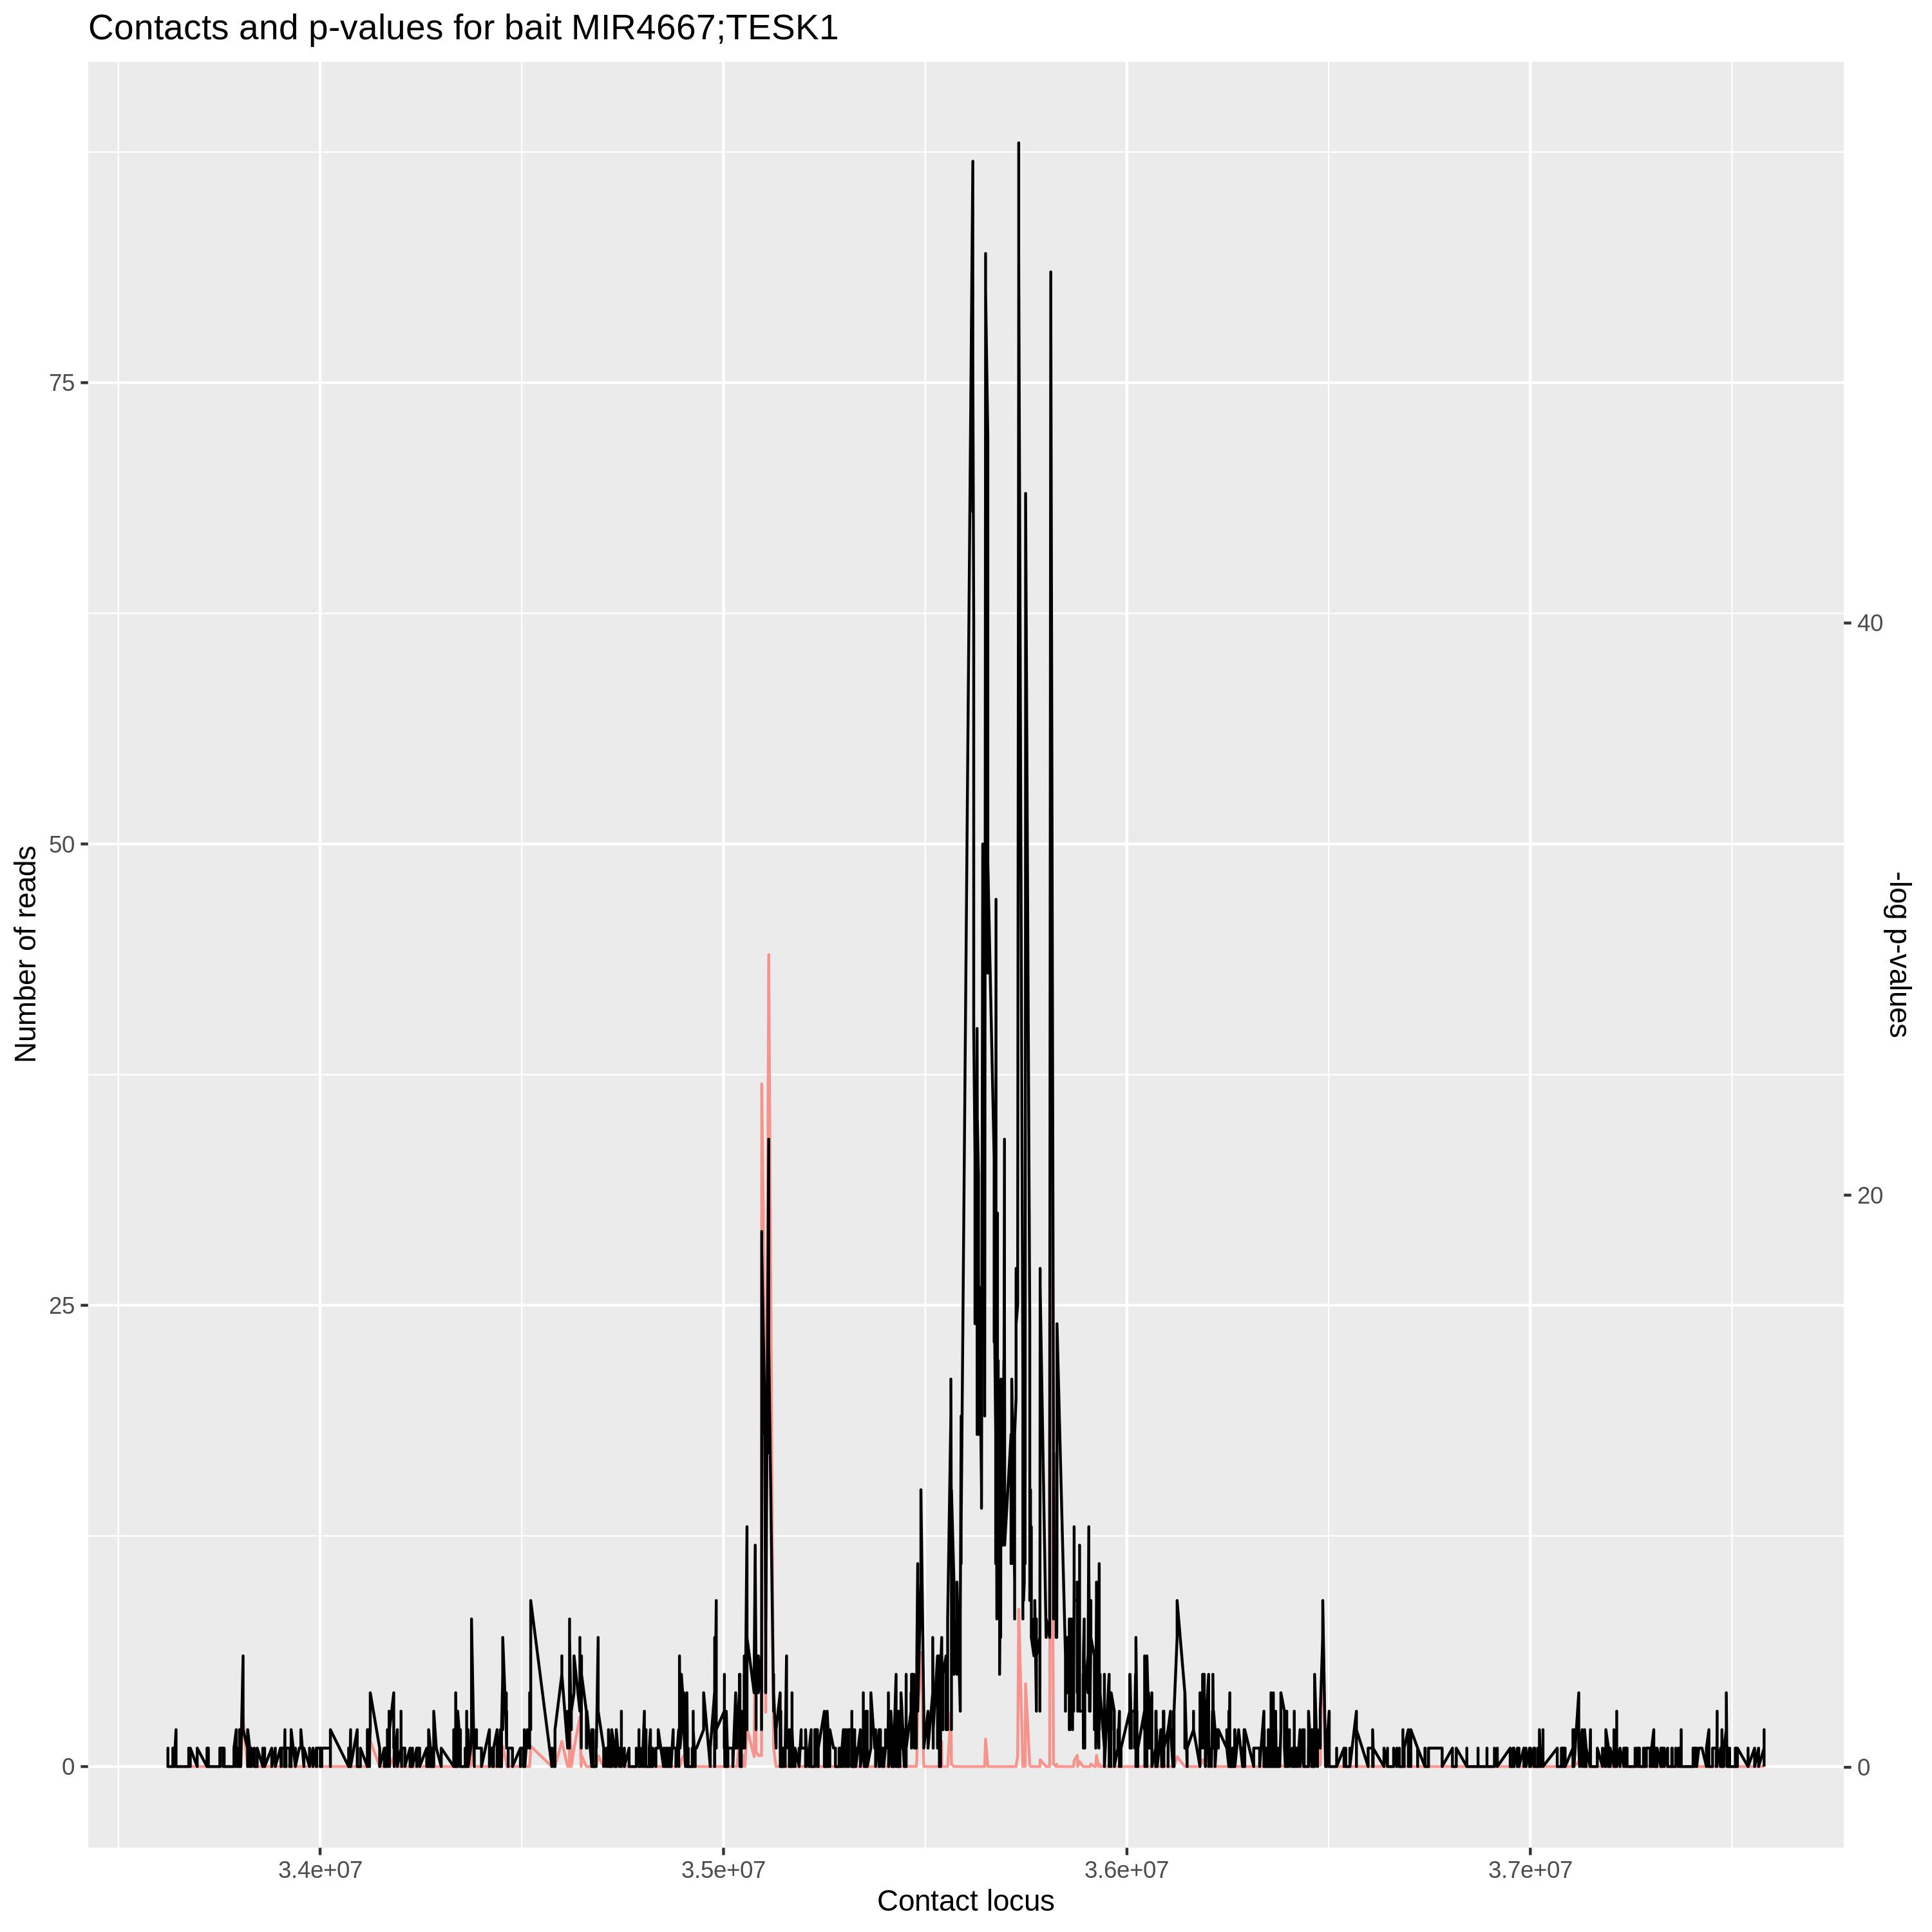 Contacts and p-values for bait MIR4667;TESK1
75
50
25
0
Number of reads
40
20
0
-log p-values
3.4e+07
3.5e+07
3.6e+07
3.7e+07
Contact locus